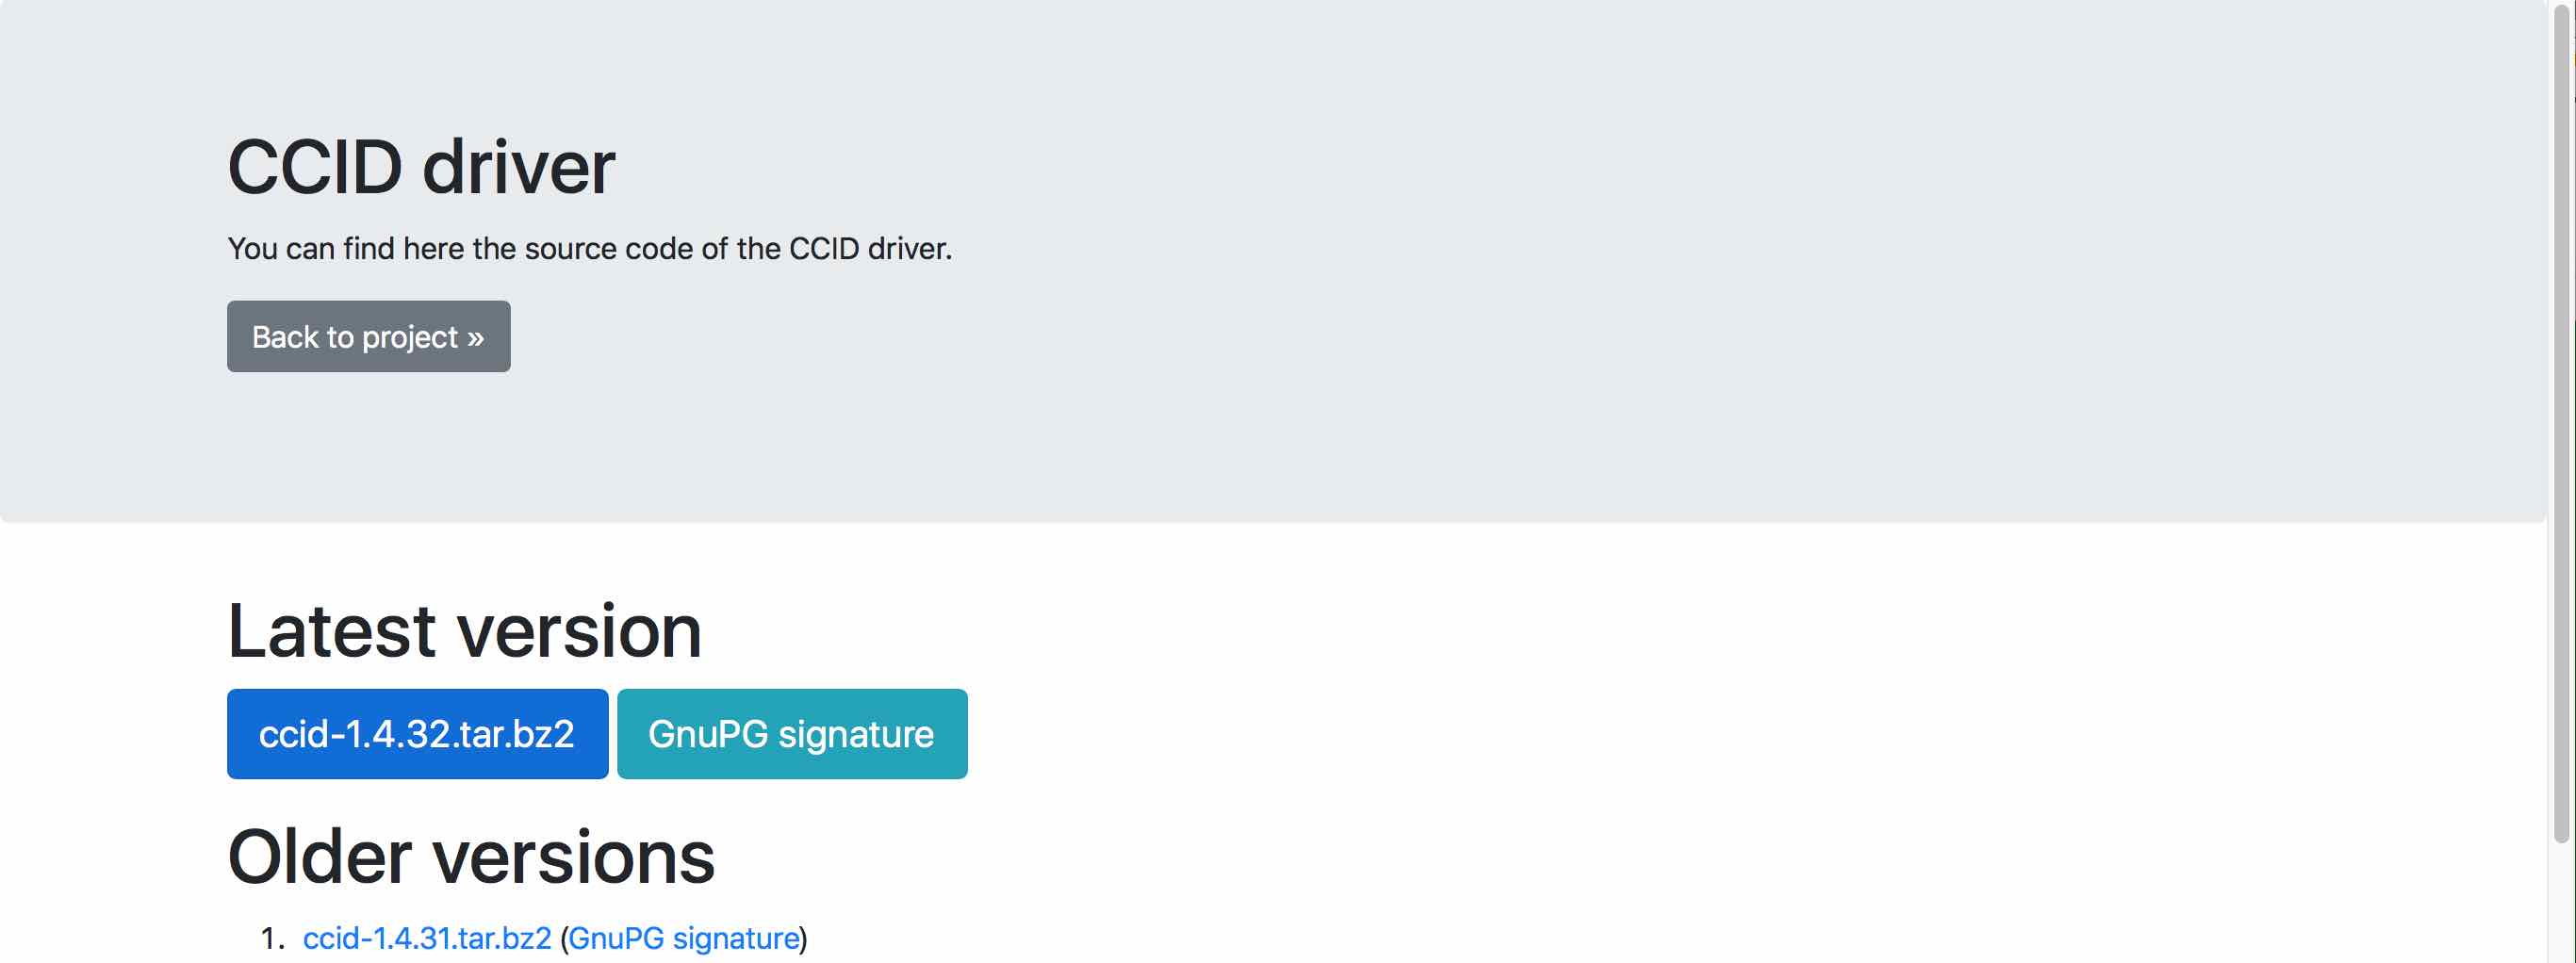 CCID driver
You can find here the source code of the CCID driver.
Back to project »
Latest version
ccid-1.4.32.tar.bz2 GnuPG signature
Older versions
1. ccid-1.4.31.tar.bz2 (GnuPG signature)